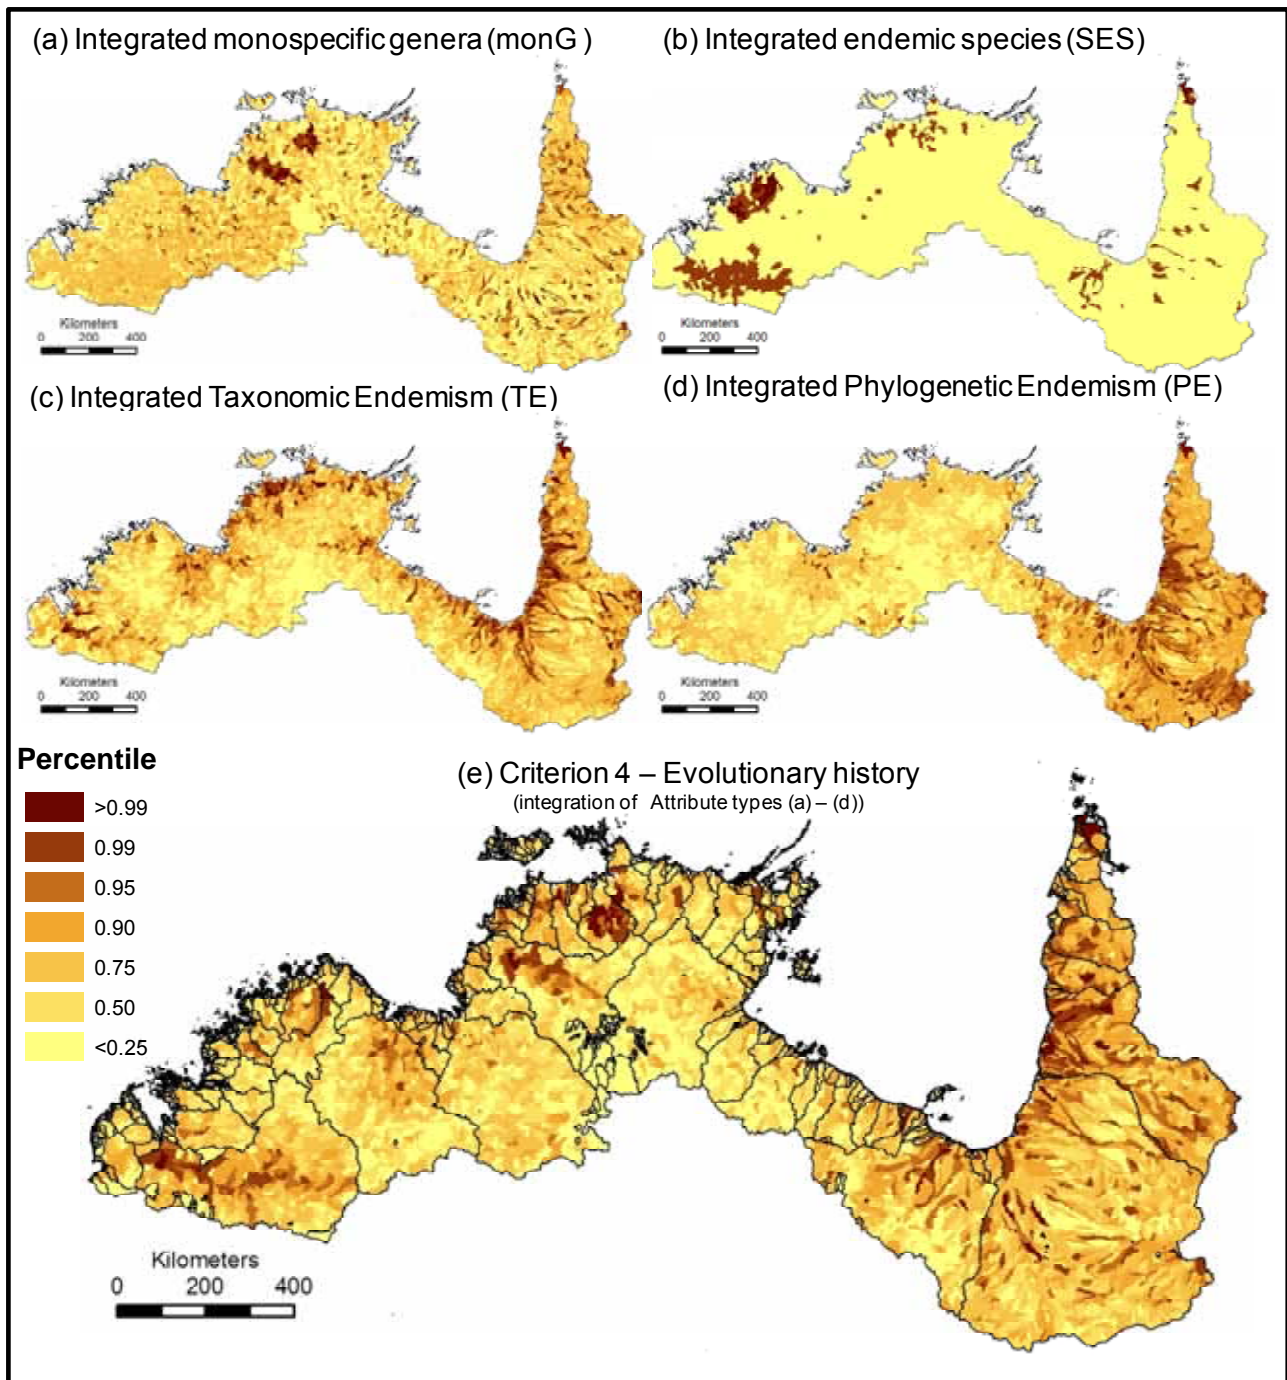 (a) Integrated monospecific genera (monG )
(b) Integrated endemic species (SES)
Kilometers
0 200 400
Kilometers
0 200 400
(c) Integrated Taxonomic Endemism (TE)
(d) Integrated Phylogenetic Endemism (PE)
Kilometers
0 200 400
Kilometers
0 200 400
Percentile
>0.99
0.99
0.95
0.90
0.75
0.50
<0.25
(e) Criterion 4 – Evolutionary history
(integration of Attribute types (a) – (d))
Kilometers
0 200 400